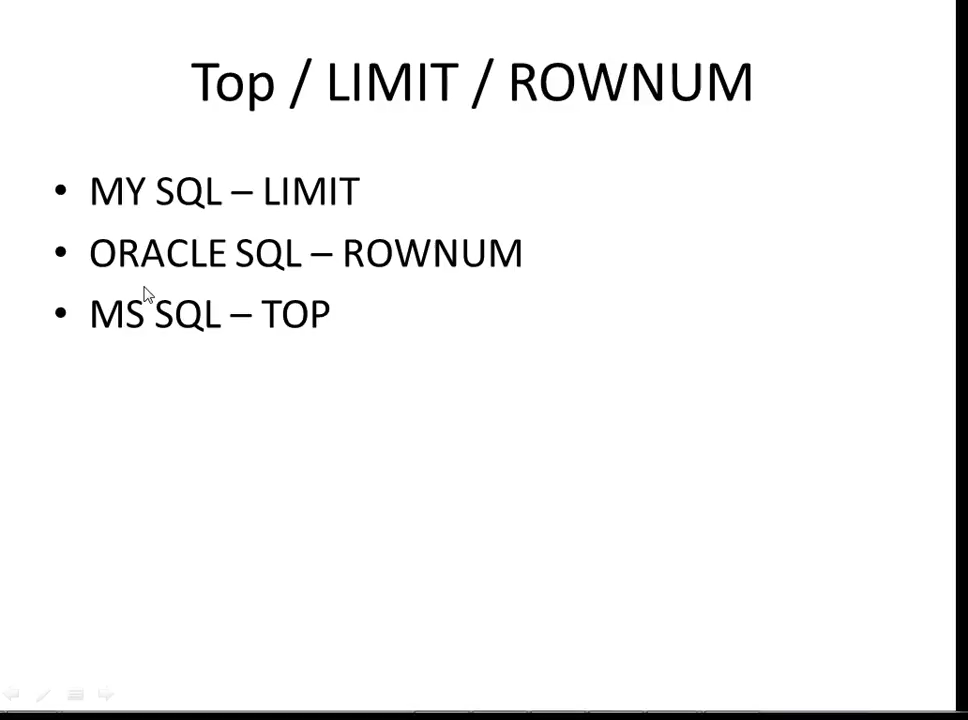 Top / LIMIT / ROWNUM
• MY SQL – LIMIT
• ORACLE SQL – ROWNUM
• MS SQL – TOP